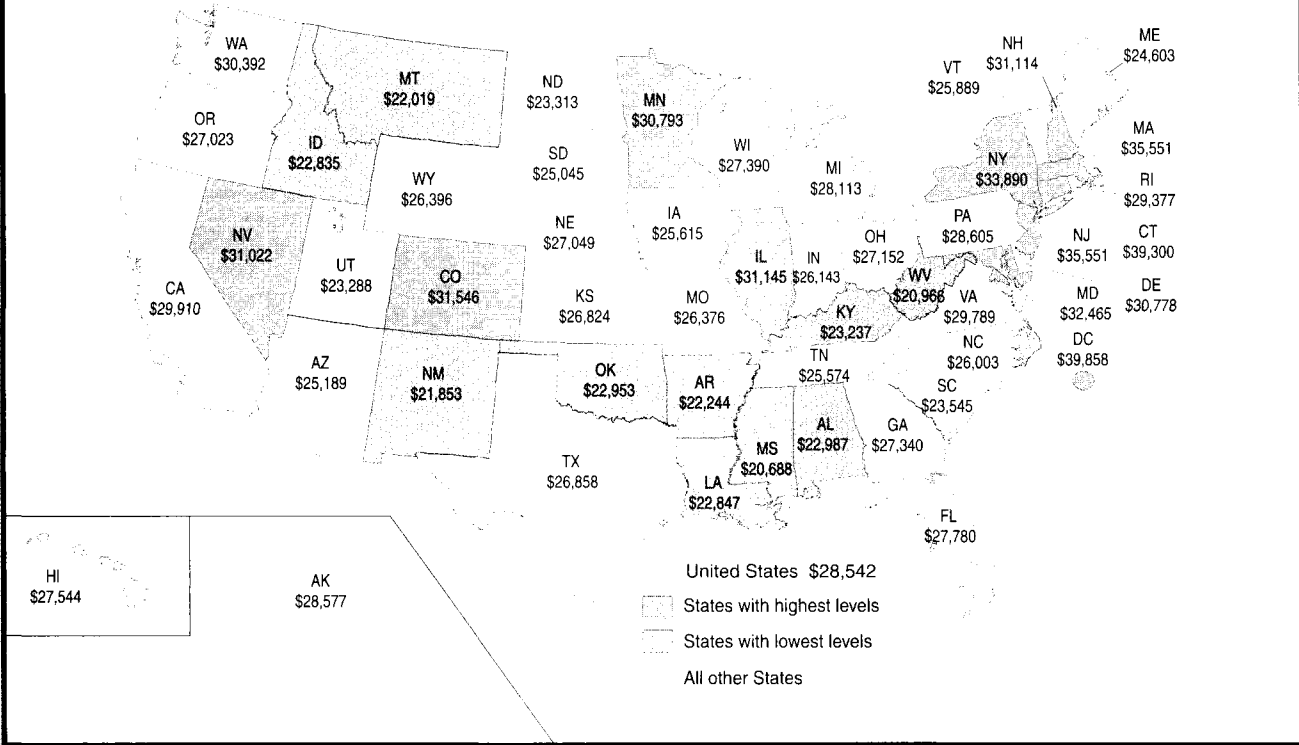 WA
$30,392
MT
$22,019
ND
$23,313
MN
$30,793
VT
$25,889
NH
$31,114
ME
$24,603
OR
$27,023
ID
$22,835
WY
$26,396
SD
$25,045
WI
$27,390
MI
$28,113
NY
$33,890
MA
$35,551
RI
$29,377
NV
$31,022
UT
$23,288
CO
$31,546
NE
$27,049
IA
$25,615
IL
$31,145
IN
$26,143
OH
$27,152
PA
$28,605
NJ
$35,551
CT
$39,300
CA
$29,910
KS
$26,824
MO
$26,376
KY
$23,237
WV
$20,966
VA
$29,789
MD
$32,465
DE
$30,778
DC
$39,858
AZ
$25,189
NM
$21,853
OK
$22,953
AR
$22,244
TN
$25,574
NC
$26,003
SC
$23,545
TX
$26,858
LA
$22,847
MS
$20,688
AL
$22,987
GA
$27,340
FL
$27,780
HI
$27,544
AK
$28,577
United States $28,542
States with highest levels
States with lowest levels
All other States